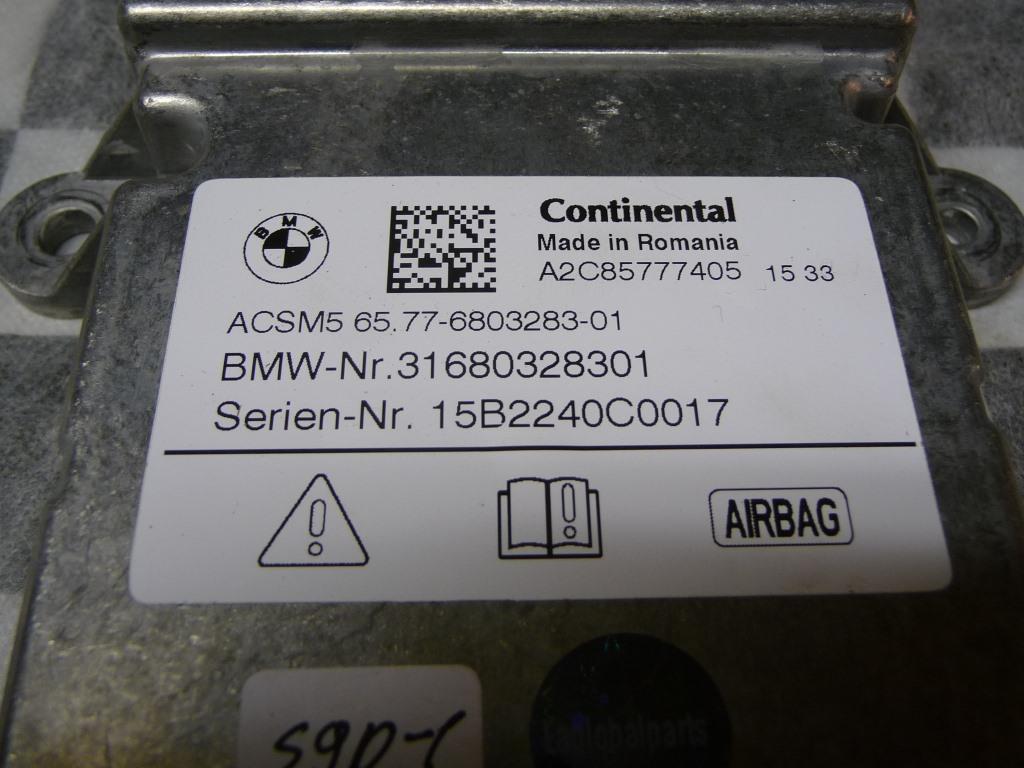 BMW
Continental
Made in Romania
A2C85777405 15 33
ACSM5 65.77-6803283-01
BMW-Nr.31680328301
Serien-Nr. 15B2240C0017
AIRBAG